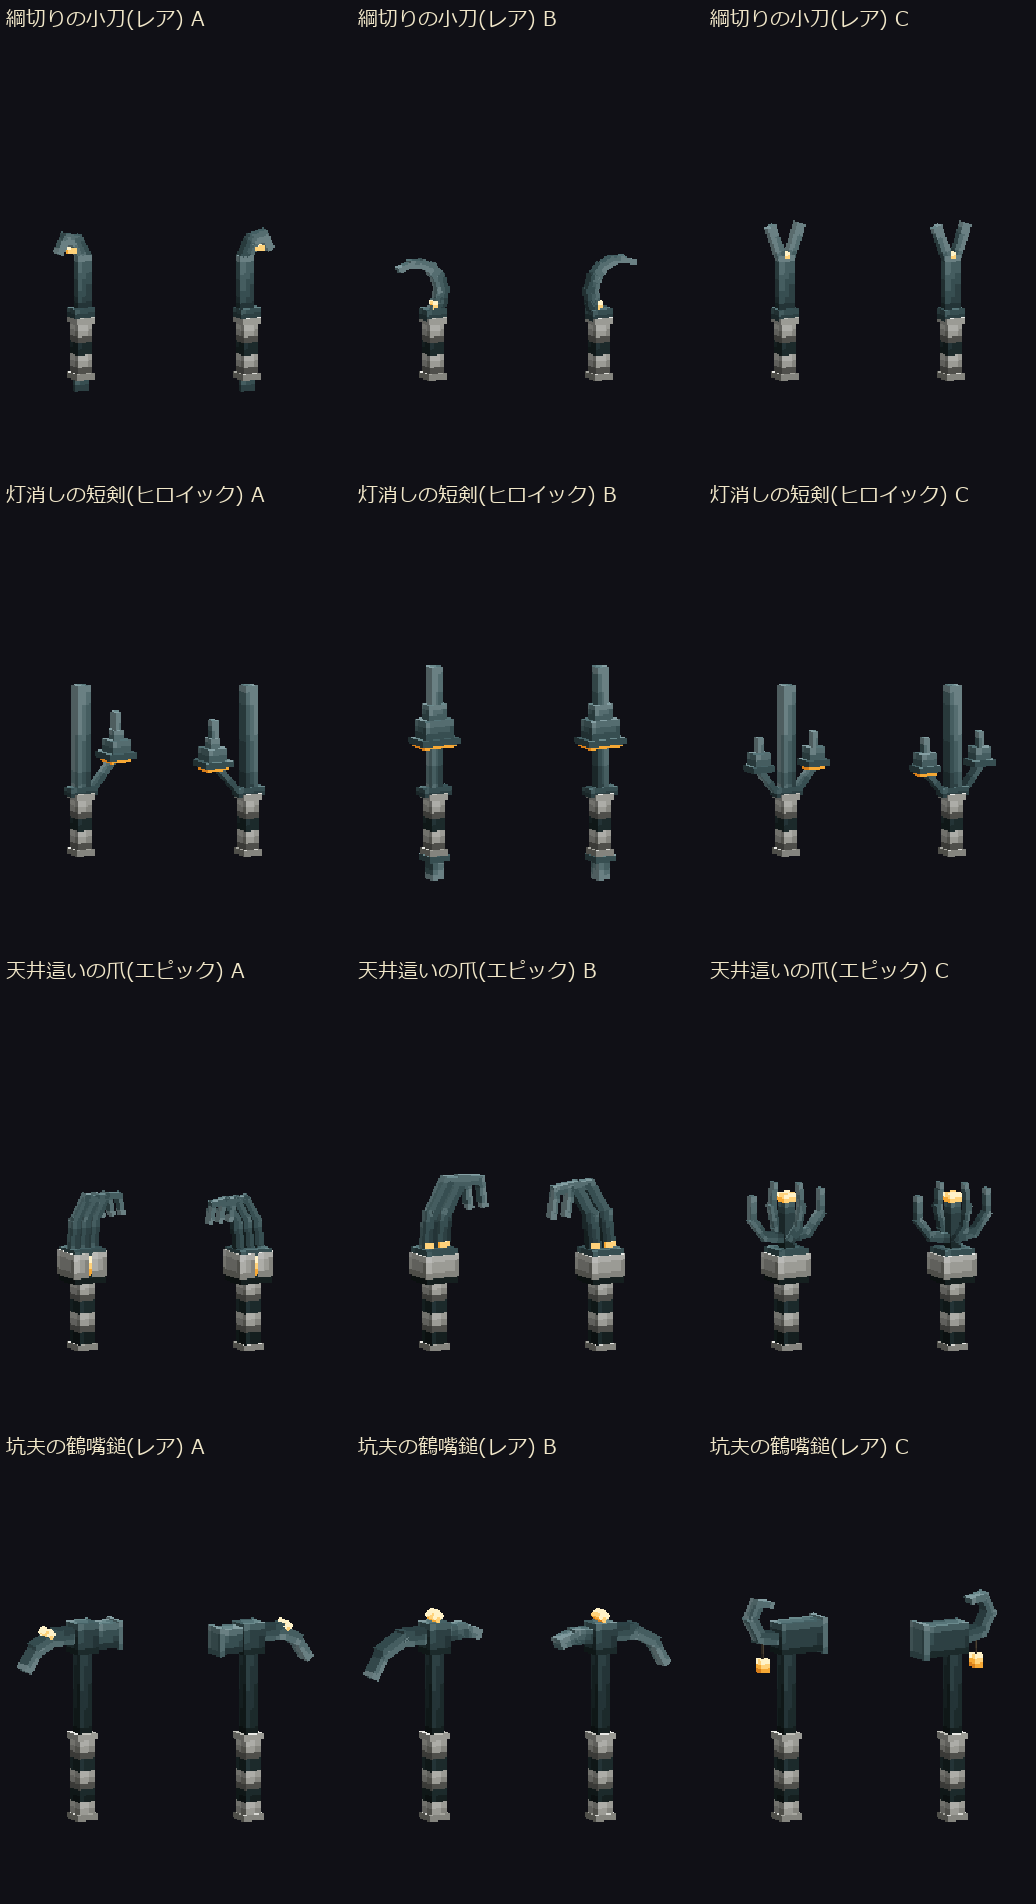 綱切りの小刀(レア) A
綱切りの小刀(レア) B
綱切りの小刀(レア) C
灯消しの短剣(ヒロイック) A
灯消しの短剣(ヒロイック) B
灯消しの短剣(ヒロイック) C
天井這いの爪(エピック) A
天井這いの爪(エピック) B
天井這いの爪(エピック) C
坑夫の鶴嘴鎚(レア) A
坑夫の鶴嘴鎚(レア) B
坑夫の鶴嘴鎚(レア) C